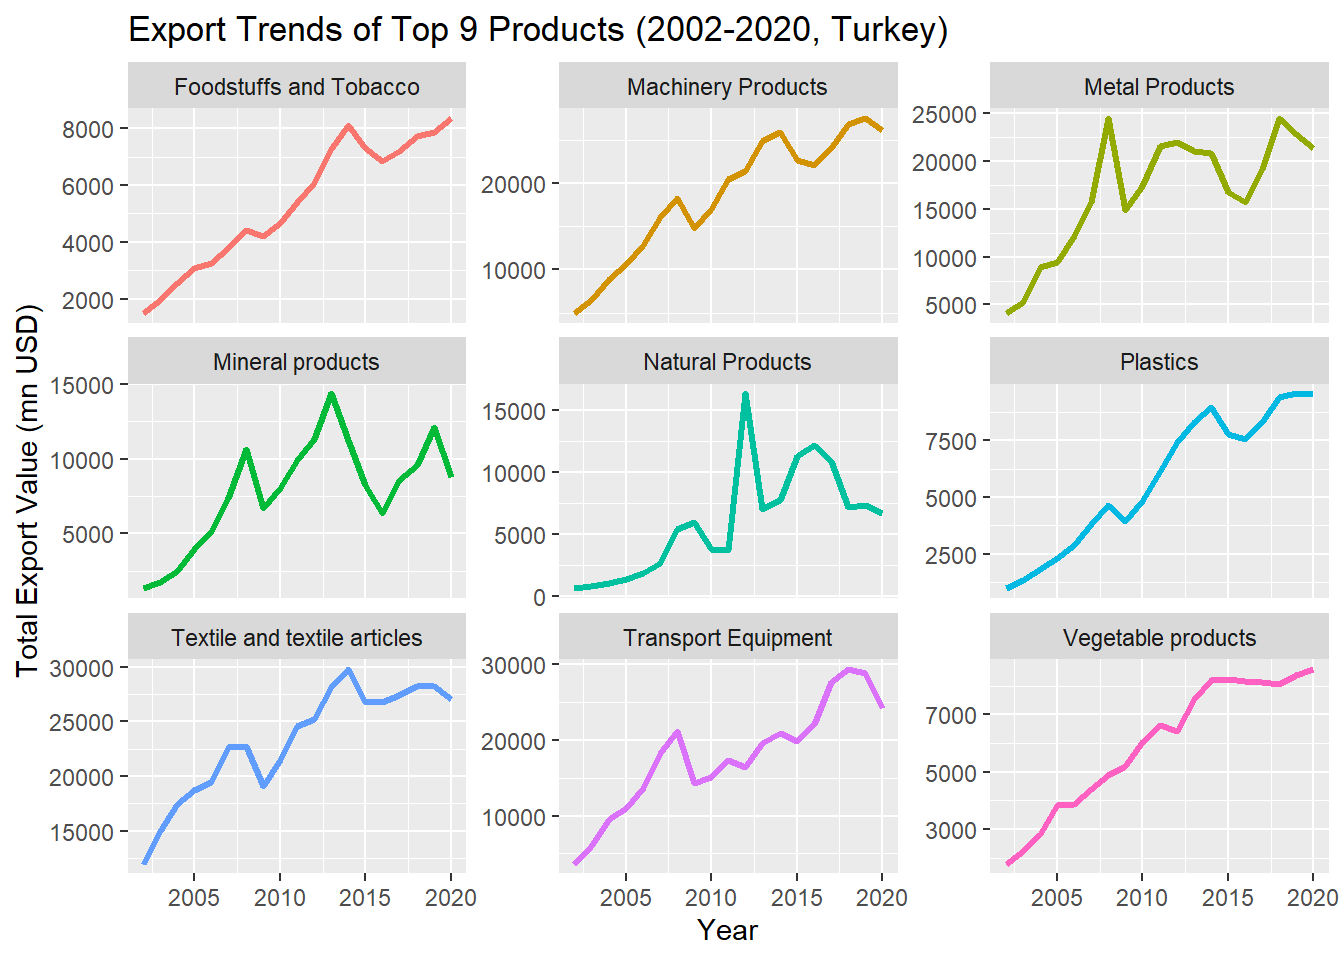 Export Trends of Top 9 Products (2002-2020, Turkey)
Foodstuffs and Tobacco
Machinery Products
Metal Products
8000
6000
4000
2000
20000
10000
25000
20000
15000
10000
5000
Mineral products
Natural Products
Plastics
15000
10000
5000
15000
10000
5000
0
7500
5000
2500
Textile and textile articles
Transport Equipment
Vegetable products
30000
25000
20000
15000
30000
20000
10000
7000
5000
3000
2005 2010 2015 2020
2005 2010 2015 2020
2005 2010 2015 2020
Year
Total Export Value (mn USD)